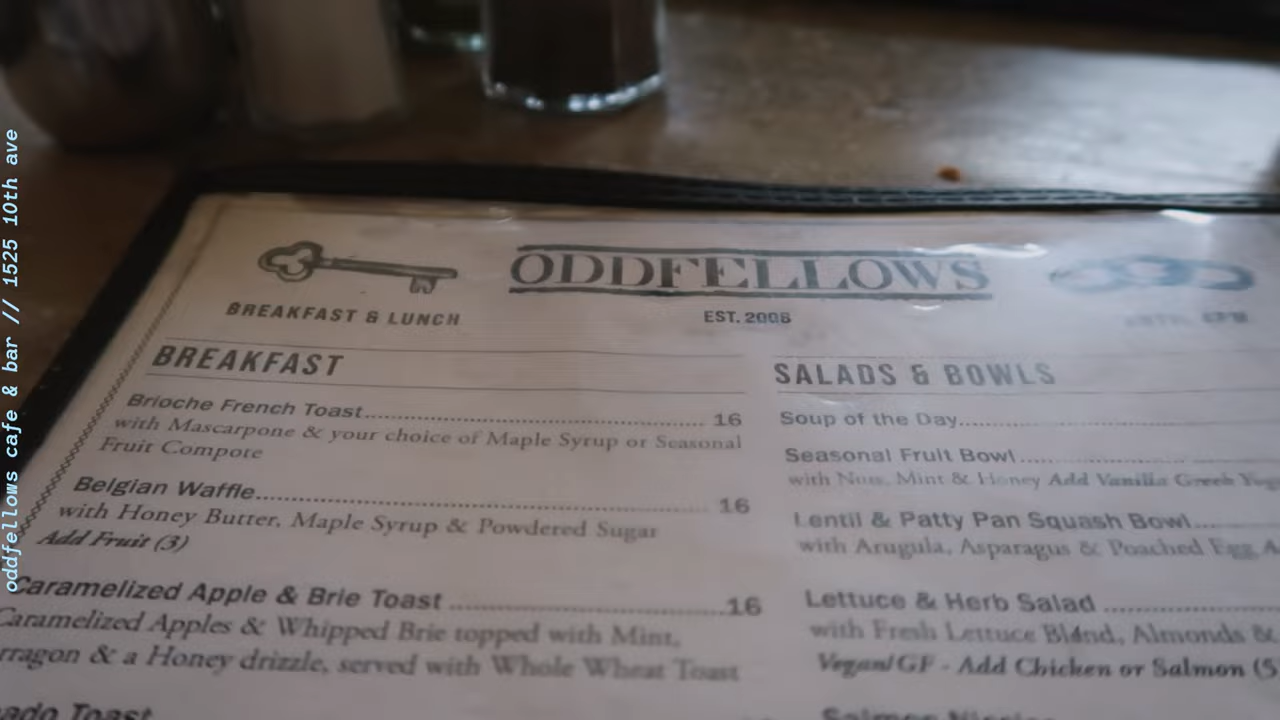 oddfellows cafe & bar // 1525 10th ave
ODDFELLOWS
BREAKFAST & LUNCH
EST. 2008
BREAKFAST
Brioche French Toast 16
with Mascarpone & your choice of Maple Syrup or Seasonal
Fruit Compote
Belgian Waffle 16
with Honey Butter, Maple Syrup & Powdered Sugar
Add Fruit (3)
Caramelized Apple & Brie Toast 16
Caramelized Apples & Whipped Brie topped with Mint,
rragon & a Honey drizzle, served with Whole Wheat Toast
ado Toast
SALADS & BOWLS
Soup of the Day
Seasonal Fruit Bowl
with Nuts, Mint & Honey Add Vanilla Greek Yog
Lentil & Patty Pan Squash Bowl
with Arugula, Asparagus & Poached Egg A
Lettuce & Herb Salad
with Fresh Lettuce Blend, Almonds &
Vegan/GF - Add Chicken or Salmon (5